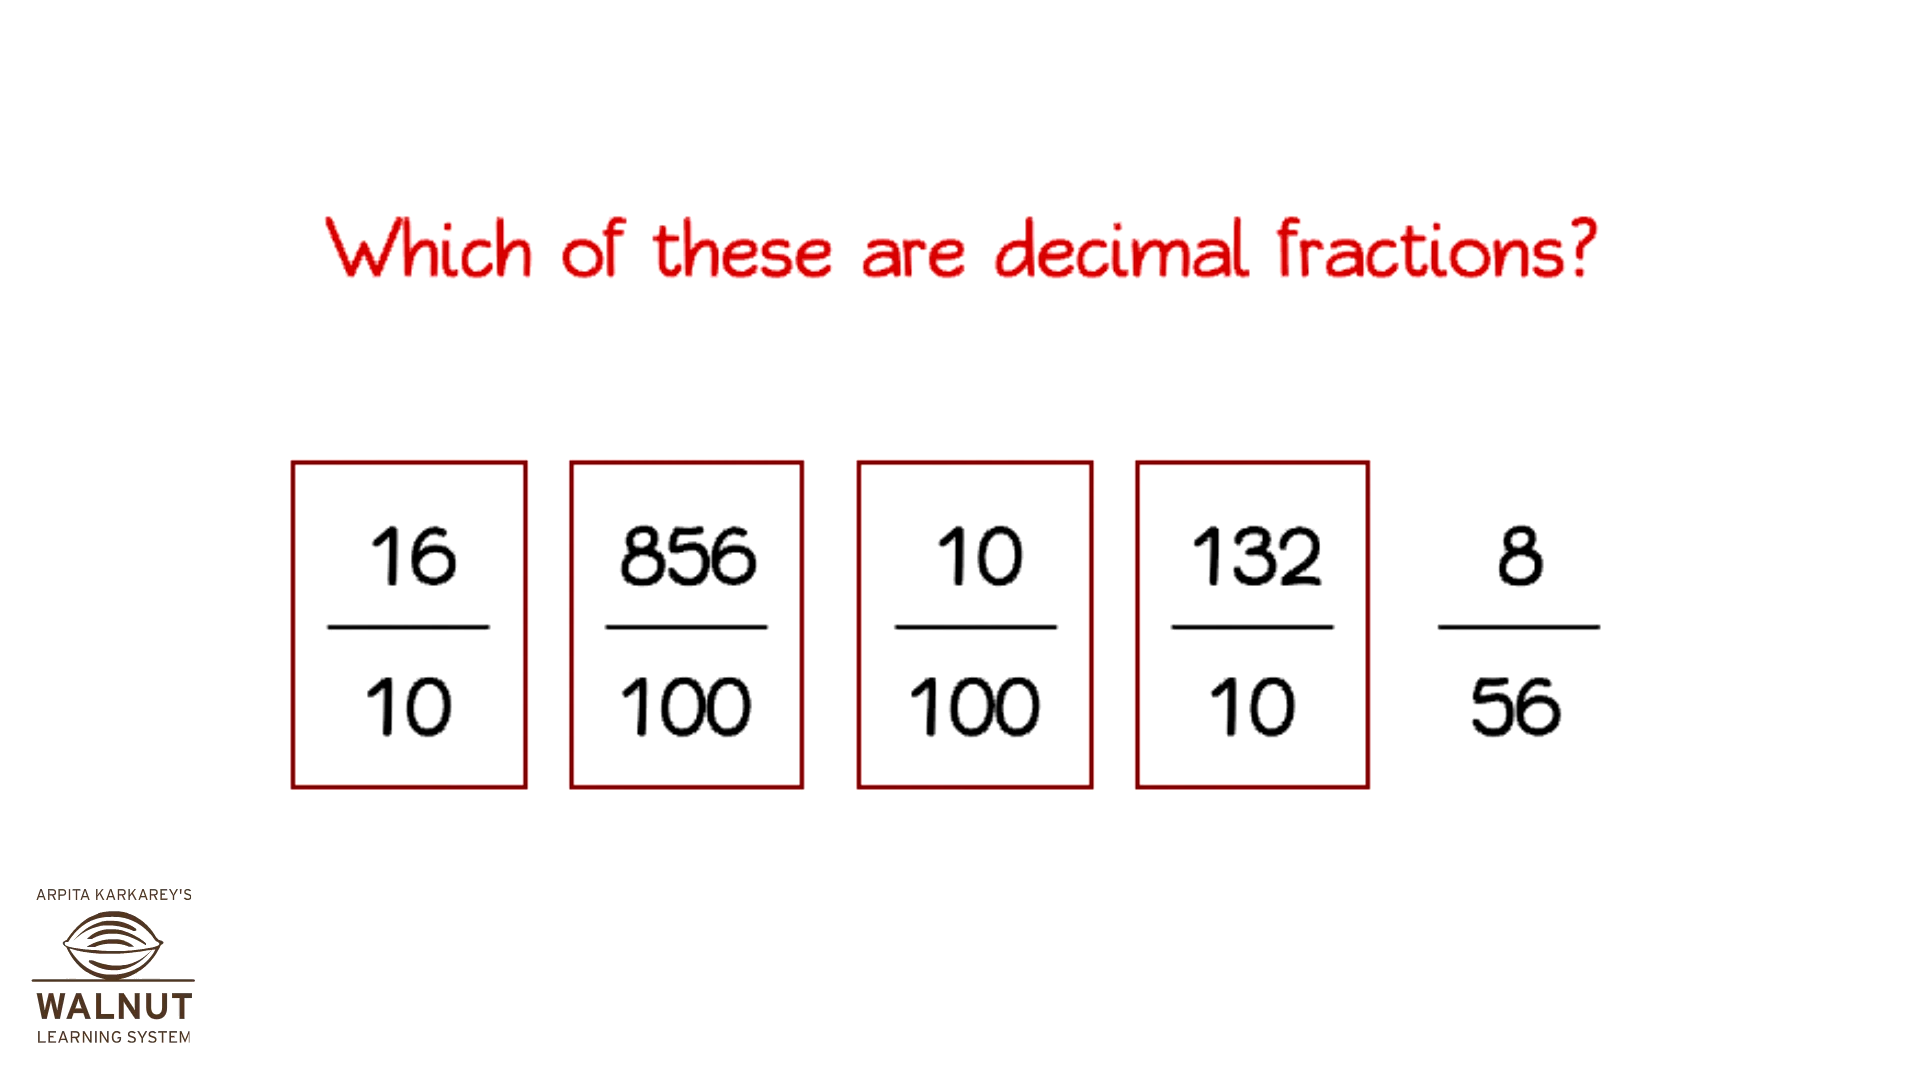 Which of these are decimal fractions?
16 856 10 132 8
10 100 100 10 56
ARPITA KARKAREY'S
WALNUT
LEARNING SYSTEM